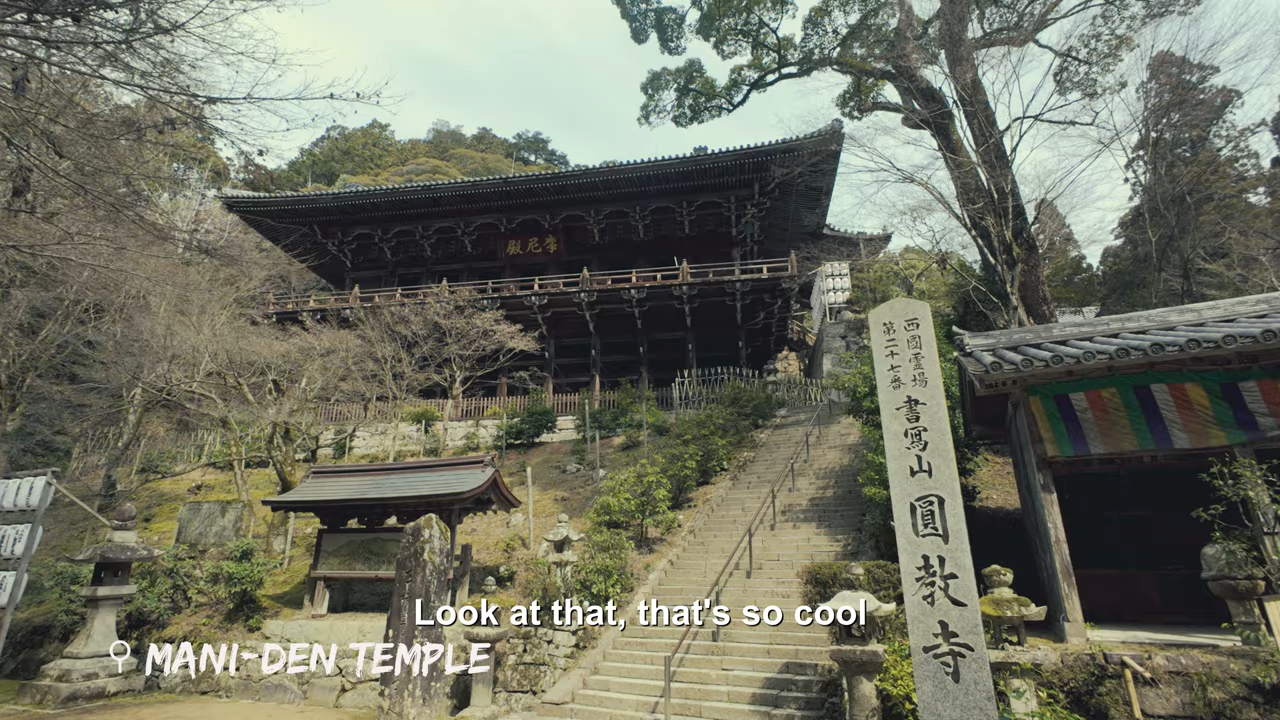 摩尼殿
西國霊場
第二十七番
書寫山
圓教寺
Look at that, that's so cool
MANI-DEN TEMPLE